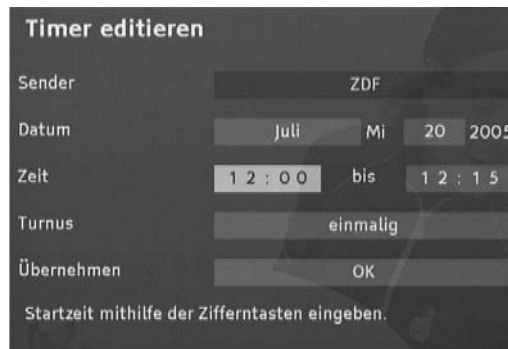 Timer editieren
Sender ZDF
Datum Juli Mi 20 2005
Zeit 12:00 bis 12:15
Turnus einmalig
Übernehmen OK
Startzeit mithilfe der Zifferntasten eingeben.